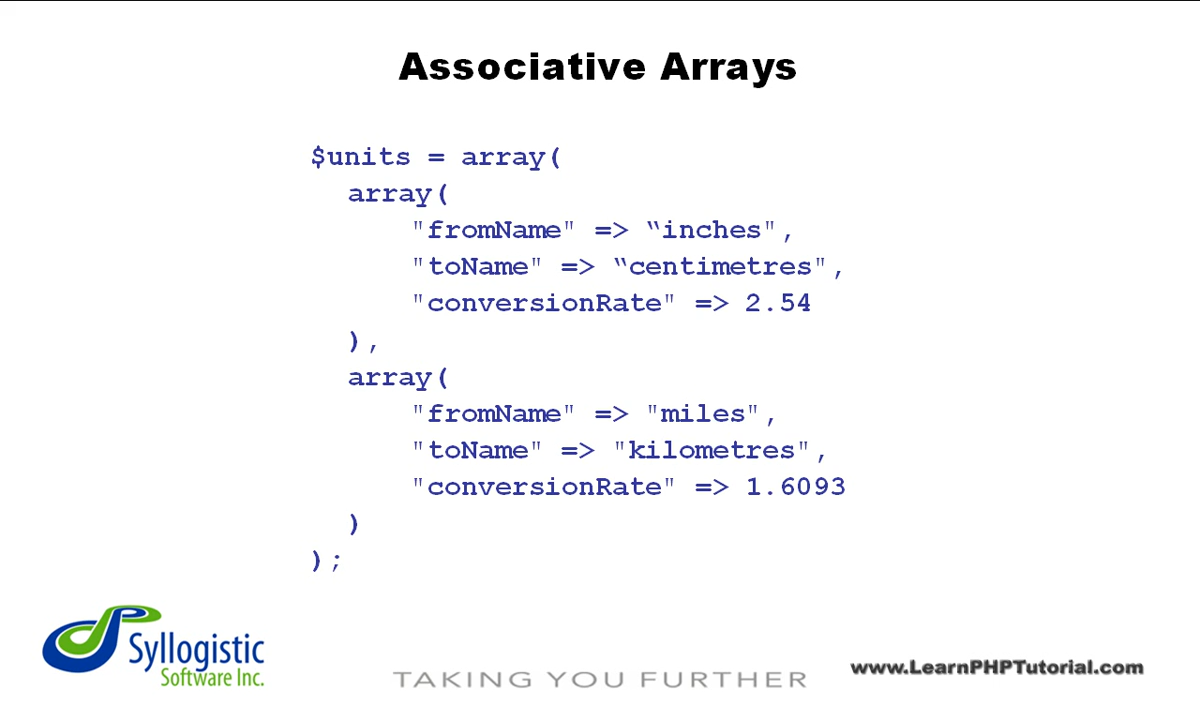 Associative Arrays
$units = array(
array(
"fromName" => “inches",
"toName" => “centimetres",
"conversionRate" => 2.54
),
array(
"fromName" => "miles",
"toName" => "kilometres",
"conversionRate" => 1.6093
)
);
Syllogistic
Software Inc.
TAKING YOU FURTHER
www.LearnPHPTutorial.com